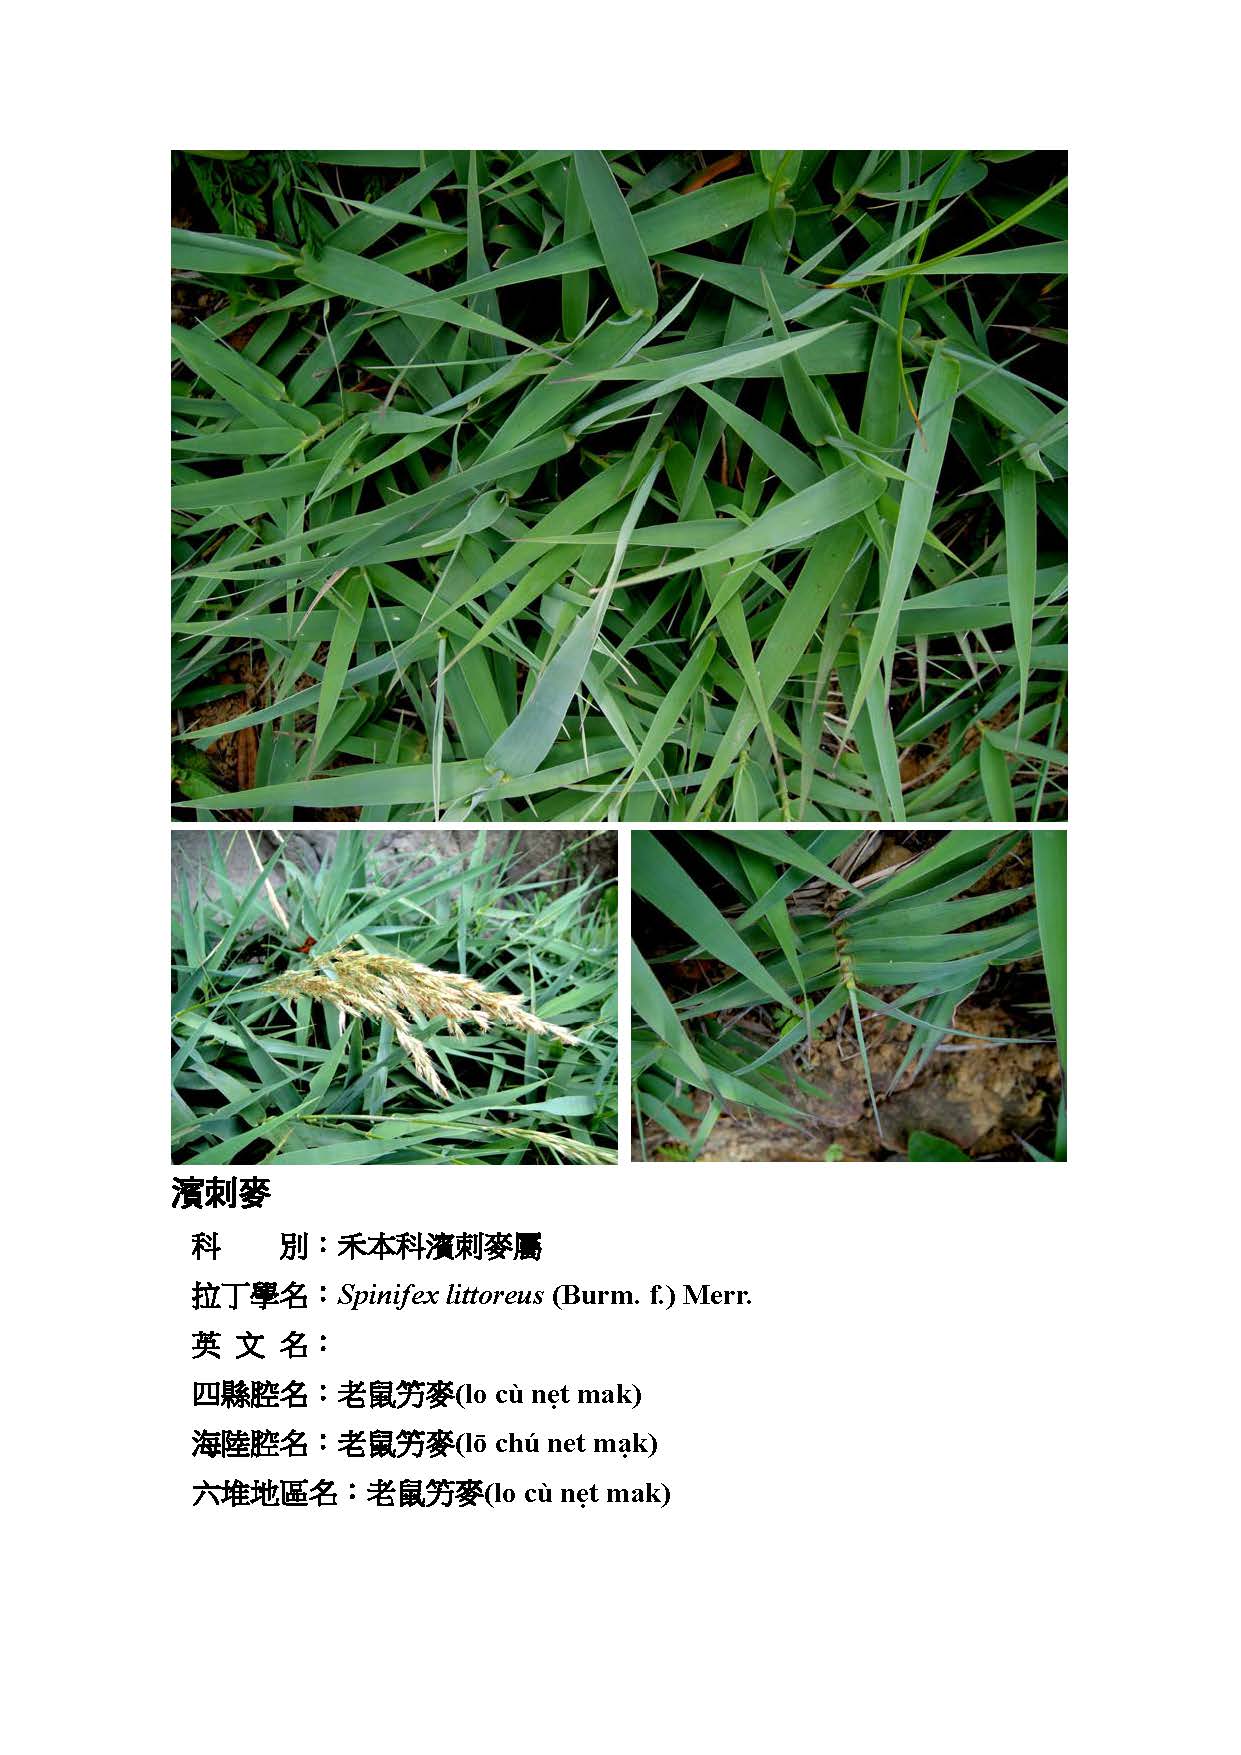 濱刺麥
科　　別：禾本科濱刺麥屬
拉丁學名：Spinifex littoreus (Burm. f.) Merr.
英 文 名：
四縣腔名：老鼠竻麥(lo cù nẹt mak)
海陸腔名：老鼠竻麥(lō chú net mạk)
六堆地區名：老鼠竻麥(lo cù nẹt mak)